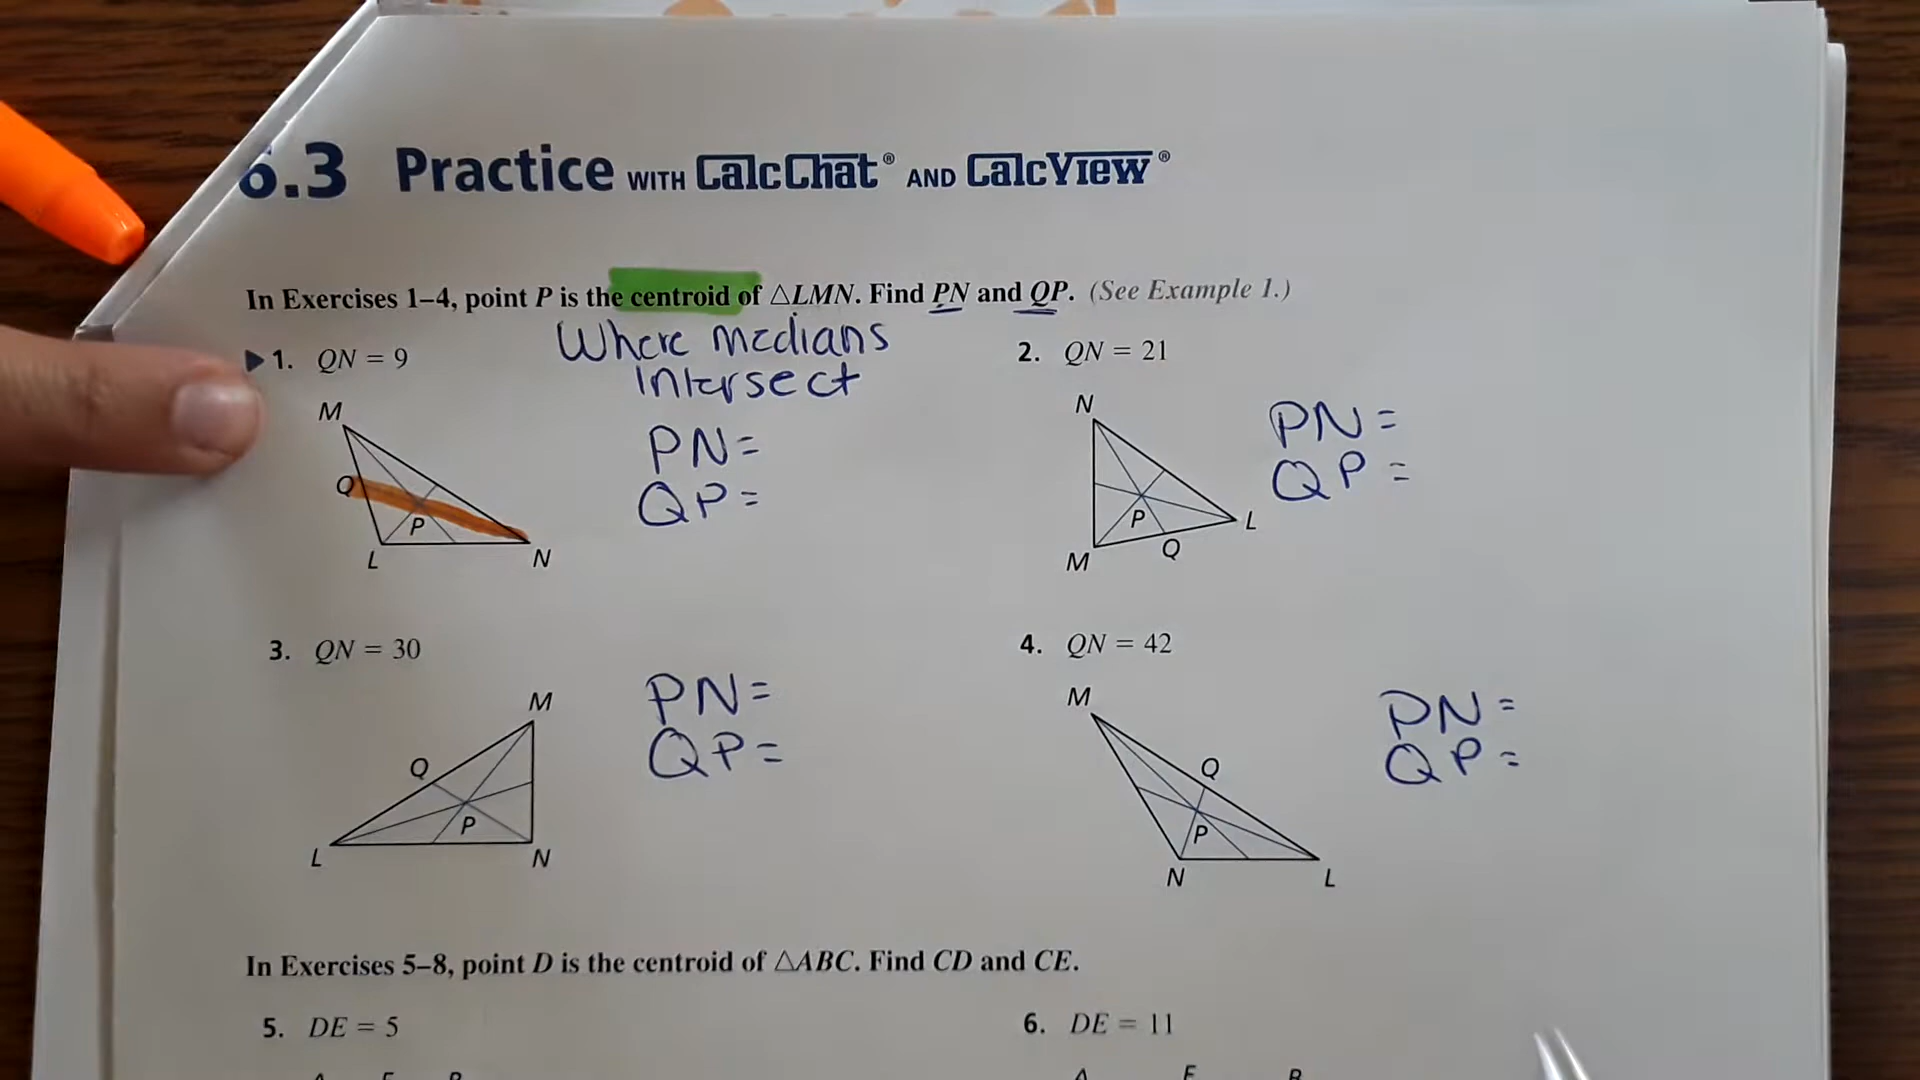 6.3 Practice WITH CalcChat® AND CalcView®
In Exercises 1–4, point P is the centroid of △LMN. Find PN and QP. (See Example 1.)
Where medians
intersect
1. QN = 9
PN=
QP=
M
Q
P
L
N
2. QN = 21
PN=
QP=
N
P
L
M
Q
3. QN = 30
PN=
QP=
M
Q
P
L
N
4. QN = 42
PN=
QP=
M
Q
P
N
L
In Exercises 5–8, point D is the centroid of △ABC. Find CD and CE.
5. DE = 5
6. DE = 11
A E B